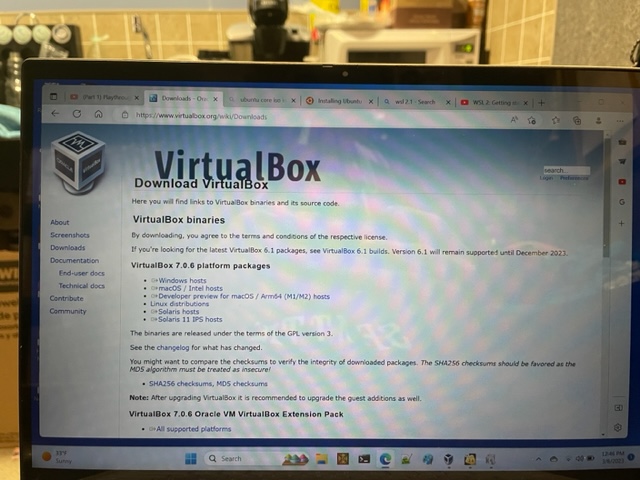 (Part 1)
Downloads – Ora
ubuntu core iso
Installing Ubuntu
wsl 2.1 - Search
WSL 2: Getting
https://www.virtualbox.org/wiki/Downloads
VirtualBox
search...
Login Preferences
Download VirtualBox
Here you will find links to VirtualBox binaries and its source code.
About
Screenshots
Downloads
Documentation
End-user docs
Technical docs
Contribute
Community
VirtualBox binaries
By downloading, you agree to the terms and conditions of the respective license.
If you're looking for the latest VirtualBox 6.1 packages, see VirtualBox 6.1 builds. Version 6.1 will remain supported until December 2023.
VirtualBox 7.0.6 platform packages
Windows hosts
macOS / Intel hosts
Developer preview for macOS / Arm64 (M1/M2) hosts
Linux distributions
Solaris hosts
Solaris 11 IPS hosts
The binaries are released under the terms of the GPL version 3.
See the changelog for what has changed.
You might want to compare the checksums to verify the integrity of downloaded packages. The SHA256 checksums should be favored as the
MD5 algorithm must be treated as insecure!
SHA256 checksums, MD5 checksums
Note: After upgrading VirtualBox it is recommended to upgrade the guest additions as well.
VirtualBox 7.0.6 Oracle VM VirtualBox Extension Pack
All supported platforms
Sunny
Search